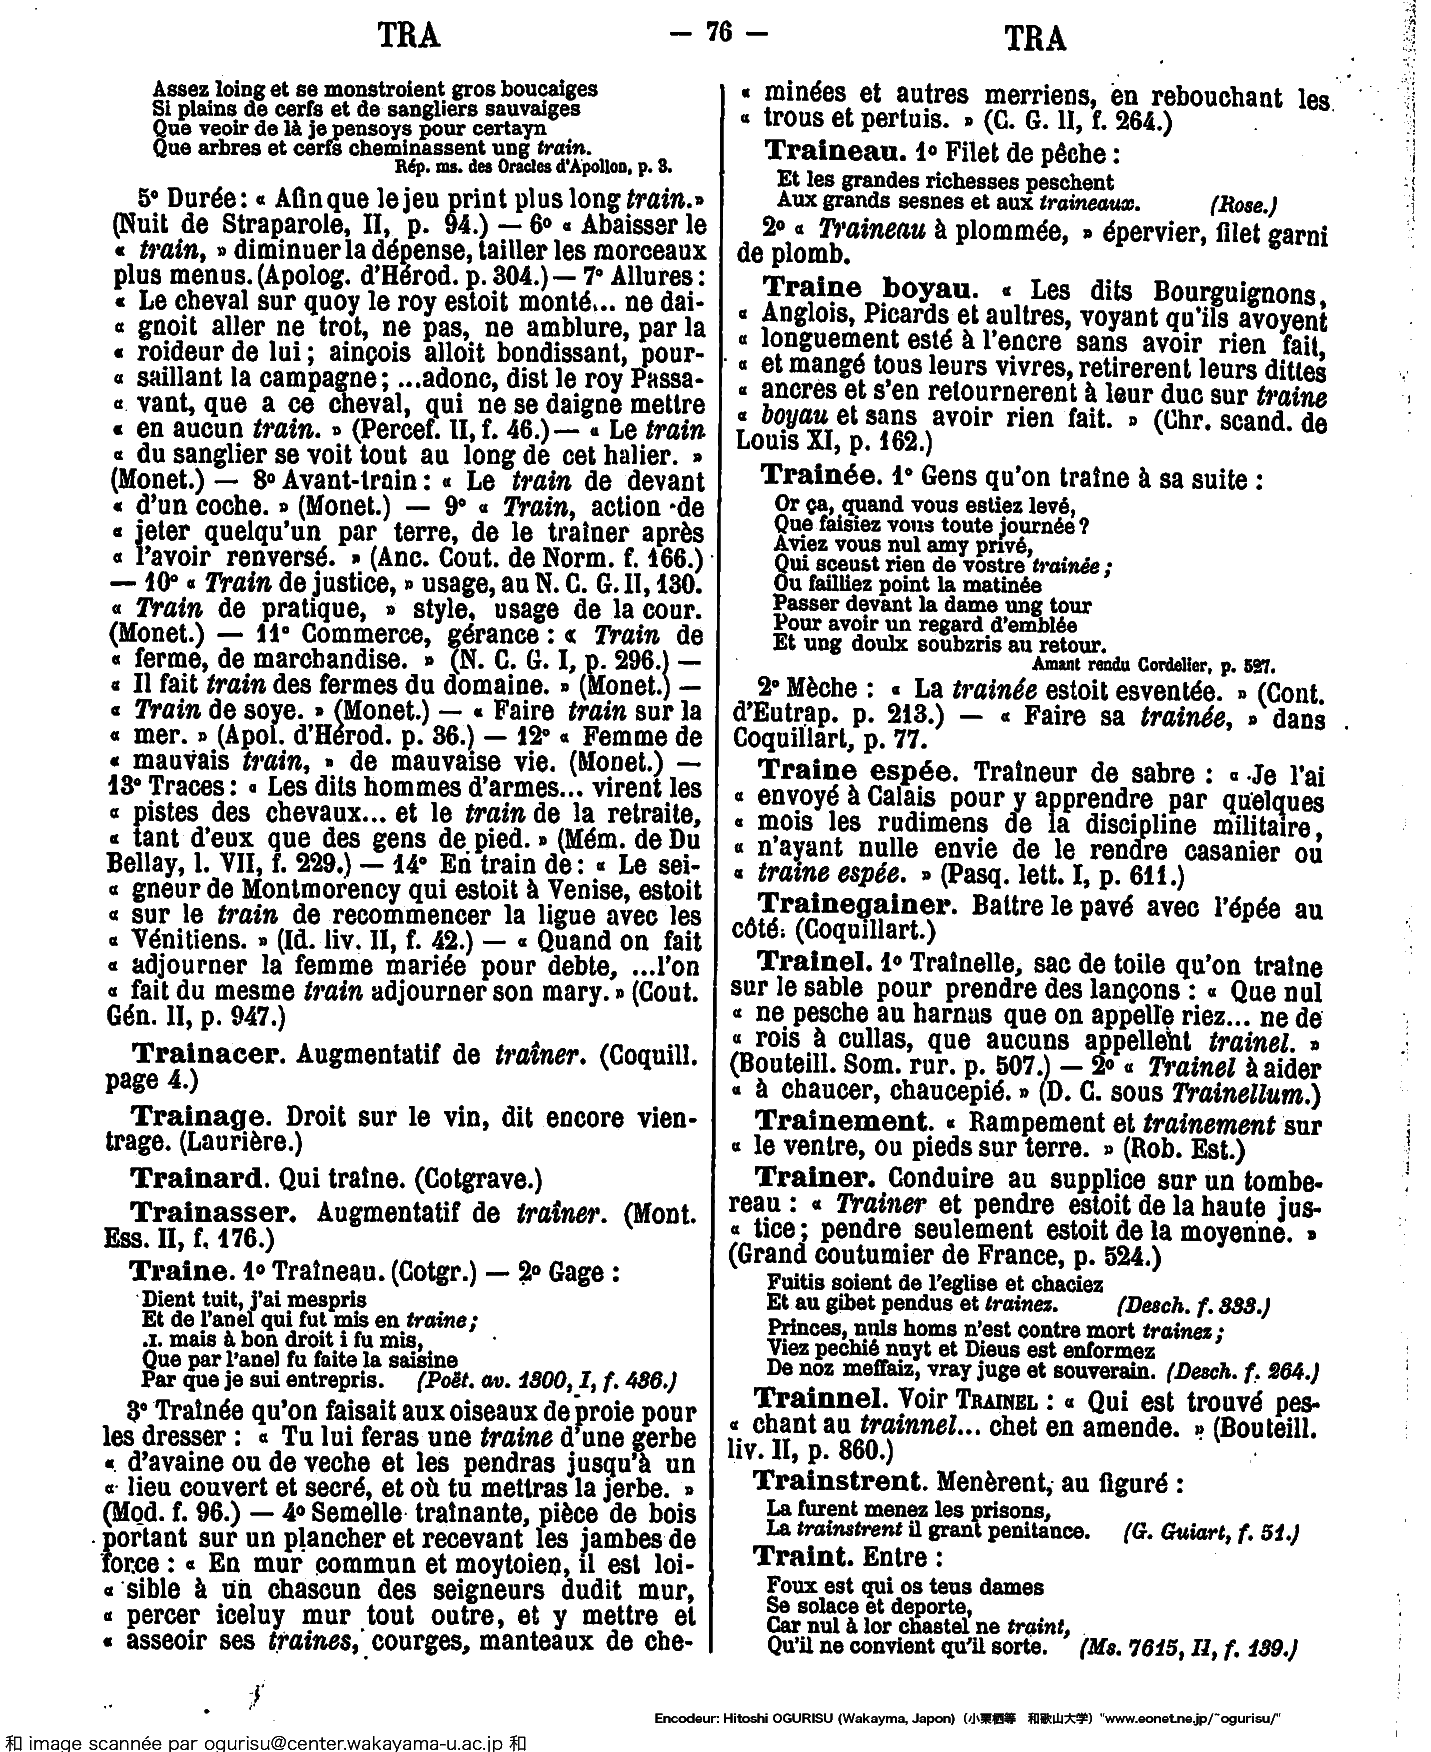 TRA
— 76 —
TRA
Assez loing et se monstroient gros boucaiges
Si plains de cerfs et de sangliers sauvaiges
Que veoir de là je pensoys pour certayn
Que arbres et cerfs cheminassent ung train.
Rép. ms. des Oracles d'Apollon, p. 3.
5° Durée : « Afin que le jeu print plus long train. »
(Nuit de Straparole, II, p. 94.) — 6° « Abaisser le
« train, » diminuer la dépense, tailler les morceaux
plus menus. (Apolog. d'Hérod. p. 304.) — 7° Allures :
« Le cheval sur quoy le roy estoit monté... ne dai-
« gnoit aller ne trot, ne pas, ne amblure, par la
« roideur de lui ; ainçois alloit bondissant, pour-
« saillant la campagne ; ...adonc, dist le roy Passa-
« vant, que a ce cheval, qui ne se daigne mettre
« en aucun train. » (Percef. II, f. 46.) — « Le train
« du sanglier se voit tout au long de cet halier. »
(Monet.) — 8° Avant-train : « Le train de devant
« d'un coche. » (Monet.) — 9° « Train, action de
« jeter quelqu'un par terre, de le trainer après
« l'avoir renversé. » (Anc. Cout. de Norm. f. 166.)
— 10° « Train de justice, » usage, au N. C. G. II, 130.
« Train de pratique, » style, usage de la cour.
(Monet.) — 11° Commerce, gérance : « Train de
« ferme, de marchandise. » (N. C. G. I, p. 296.) —
« Il fait train des fermes du domaine. » (Monet.) —
« Train de soye. » (Monet.) — « Faire train sur la
« mer. » (Apol. d'Hérod. p. 36.) — 12° « Femme de
« mauvais train, » de mauvaise vie. (Monet.) —
13° Traces : « Les dits hommes d'armes... virent les
« pistes des chevaux... et le train de la retraite,
« tant d'eux que des gens de pied. » (Mém. de Du
Bellay, l. VII, f. 229.) — 14° En train de : « Le sei-
« gneur de Montmorency qui estoit à Venise, estoit
« sur le train de recommencer la ligue avec les
« Vénitiens. » (Id. liv. II, f. 42.) — « Quand on fait
« adjourner la femme mariée pour debte, ...l'on
« fait du mesme train adjourner son mary. » (Cout.
Gén. II, p. 947.)
Trainacer. Augmentatif de traîner. (Coquill.
page 4.)
Trainage. Droit sur le vin, dit encore vien-
trage. (Laurière.)
Trainard. Qui traîne. (Cotgrave.)
Trainasser. Augmentatif de traîner. (Mont.
Ess. II, f. 176.)
Traine. 1° Traîneau. (Cotgr.) — 2° Gage :
Dient tuit, j'ai mespris
Et de l'anel qui fut mis en traine ;
.I. mais à bon droit i fu mis,
Que par l'anel fu faite la saisine
Par que je sui entrepris. (Poët. av. 1300, I, f. 436.)
3° Traînée qu'on faisait aux oiseaux de proie pour
les dresser : « Tu lui feras une traine d'une gerbe
« d'avaine ou de veche et les pendras jusqu'à un
« lieu couvert et secré, et où tu mettras la jerbe. »
(Mod. f. 96.) — 4° Semelle traînante, pièce de bois
portant sur un plancher et recevant les jambes de
force : « En mur commun et moytoien, il est loi-
« sible à un chascun des seigneurs dudit mur,
« percer iceluy mur tout outre, et y mettre et
« asseoir ses traines, courges, manteaux de che-
« minées et autres merriens, en rebouchant les
« trous et pertuis. » (C. G. II, f. 264.)
Traineau. 1° Filet de pêche :
Et les grandes richesses peschent
Aux grands sesnes et aux traineaux. (Rose.)
2° « Traineau à plommée, » épervier, filet garni
de plomb.
Traine boyau. « Les dits Bourguignons,
« Anglois, Picards et aultres, voyant qu'ils avoyent
« longuement esté à l'encre sans avoir rien fait,
« et mangé tous leurs vivres, retirerent leurs dittes
« ancres et s'en retournerent à leur duc sur traine
« boyau et sans avoir rien fait. » (Chr. scand. de
Louis XI, p. 162.)
Trainée. 1° Gens qu'on traîne à sa suite :
Or ça, quand vous estiez levé,
Que faisiez vous toute journée ?
Aviez vous nul amy privé,
Qui sceust rien de vostre trainée ;
Ou failliez point la matinée
Passer devant la dame ung tour
Pour avoir un regard d'emblée
Et ung doulx soubzris au retour.
Amant rendu Cordelier, p. 527.
2° Mèche : « La trainée estoit esventée. » (Cont.
d'Eutrap. p. 213.) — « Faire sa trainée, » dans
Coquillart, p. 77.
Traine espée. Traîneur de sabre : « Je l'ai
« envoyé à Calais pour y apprendre par quelques
« mois les rudimens de la discipline militaire,
« n'ayant nulle envie de le rendre casanier ou
« traine espée. » (Pasq. lett. I, p. 611.)
Trainegainer. Battre le pavé avec l'épée au
côté. (Coquillart.)
Trainel. 1° Traînelle, sac de toile qu'on traîne
sur le sable pour prendre des lançons : « Que nul
« ne pesche au harnas que on appelle riez... ne de
« rois à cullas, que aucuns appellent trainel. »
(Bouteill. Som. rur. p. 507.) — 2° « Trainel à aider
« à chaucer, chaucepié. » (D. C. sous Trainellum.)
Trainement. « Rampement et trainement sur
« le ventre, ou pieds sur terre. » (Rob. Est.)
Trainer. Conduire au supplice sur un tombe-
reau : « Trainer et pendre estoit de la haute jus-
« tice ; pendre seulement estoit de la moyenne. »
(Grand coutumier de France, p. 524.)
Fuitis soient de l'eglise et chaciez
Et au gibet pendus et trainez. (Desch. f. 333.)
Princes, nuls homs n'est contre mort trainez ;
Viez pechié nuyt et Dieus est enformez
De noz meffaiz, vray juge et souverain. (Desch. f. 264.)
Trainnel. Voir TRAINEL : « Qui est trouvé pes-
« chant au trainnel... chet en amende. » (Bouteill.
liv. II, p. 860.)
Trainstrent. Menèrent, au figuré :
La furent menez les prisons,
La trainstrent il grant penitance. (G. Guiart, f. 51.)
Traint. Entre :
Foux est qui os teus dames
Se solace et deporte,
Car nul à lor chastel ne traint,
Qu'il ne convient qu'il sorte. (Ms. 7615, II, f. 139.)
Encodeur: Hitoshi OGURISU (Wakayma, Japon) (小栗栖等 和歌山大学) "www.eonet.ne.jp/~ogurisu/"
和 image scannée par ogurisu@center.wakayama-u.ac.jp 和